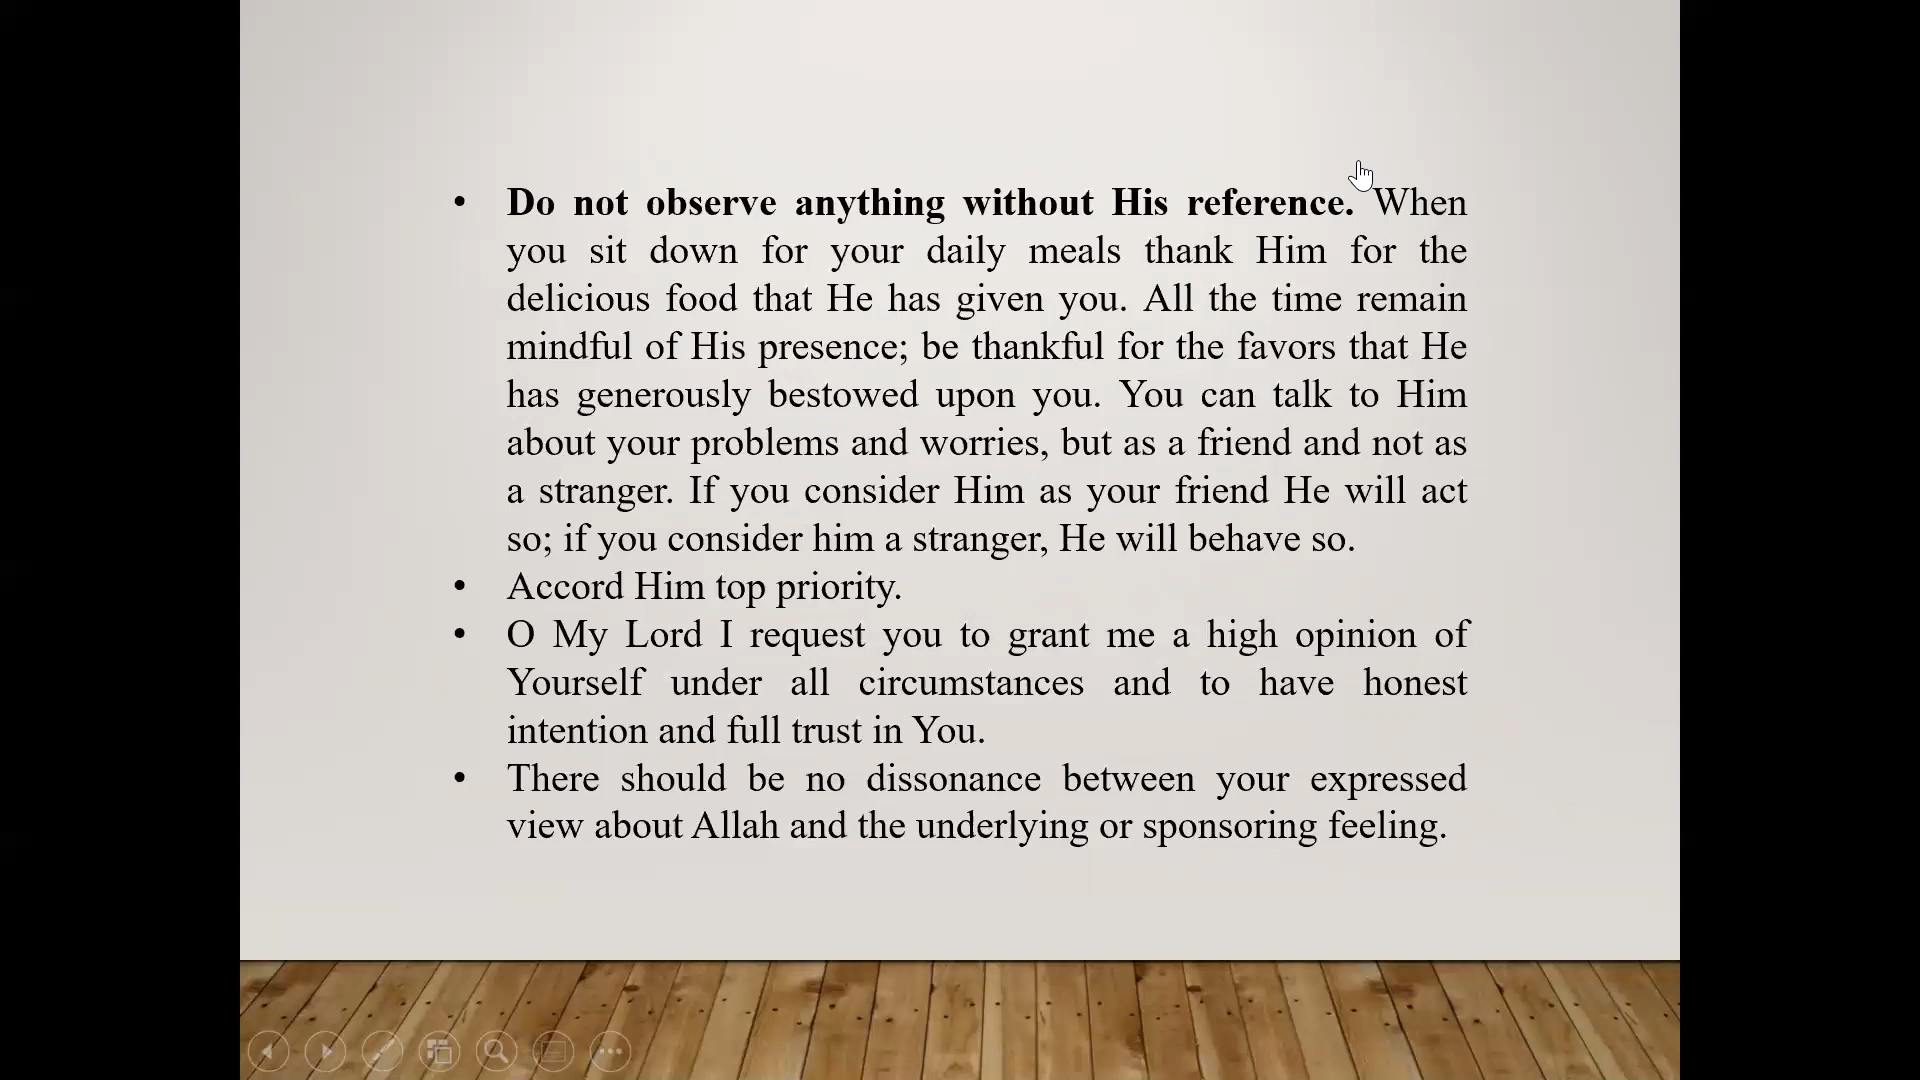 • Do not observe anything without His reference. When
you sit down for your daily meals thank Him for the
delicious food that He has given you. All the time remain
mindful of His presence; be thankful for the favors that He
has generously bestowed upon you. You can talk to Him
about your problems and worries, but as a friend and not as
a stranger. If you consider Him as your friend He will act
so; if you consider him a stranger, He will behave so.
• Accord Him top priority.
• O My Lord I request you to grant me a high opinion of
Yourself under all circumstances and to have honest
intention and full trust in You.
• There should be no dissonance between your expressed
view about Allah and the underlying or sponsoring feeling.